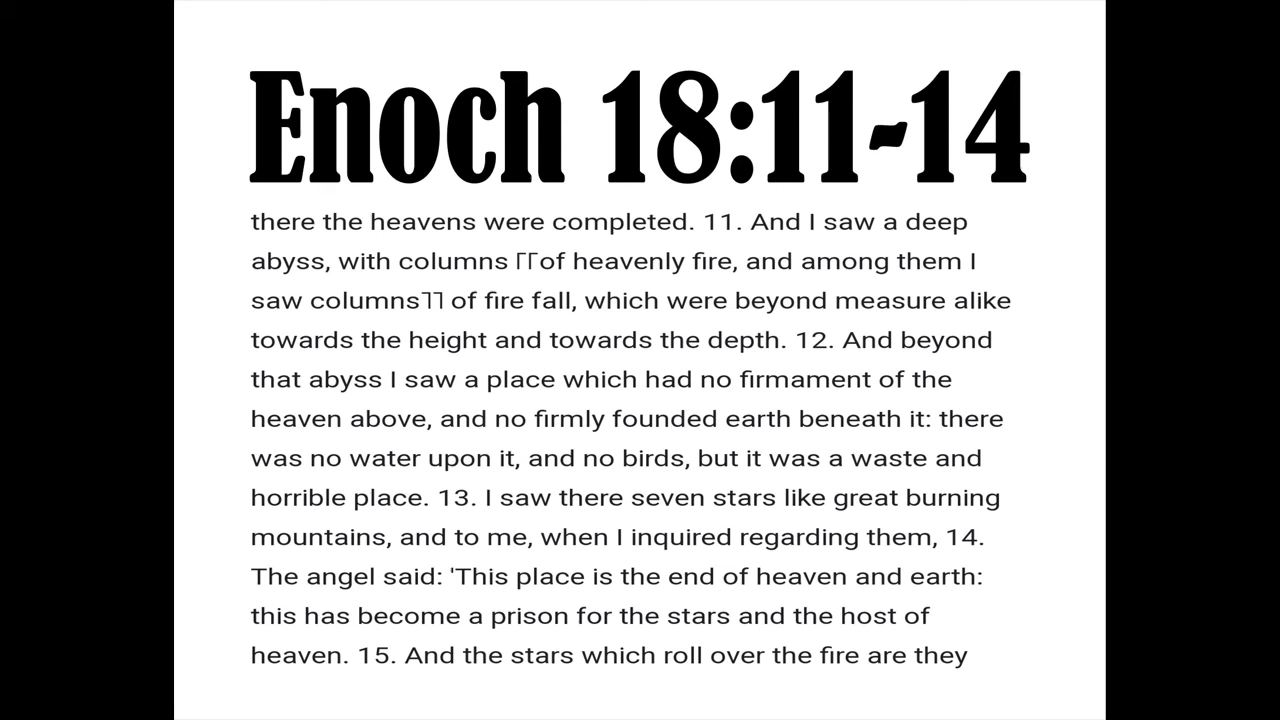 Enoch 18:11-14
there the heavens were completed. 11. And I saw a deep
abyss, with columns ⌈⌈of heavenly fire, and among them I
saw columns⌉⌉ of fire fall, which were beyond measure alike
towards the height and towards the depth. 12. And beyond
that abyss I saw a place which had no firmament of the
heaven above, and no firmly founded earth beneath it: there
was no water upon it, and no birds, but it was a waste and
horrible place. 13. I saw there seven stars like great burning
mountains, and to me, when I inquired regarding them, 14.
The angel said: 'This place is the end of heaven and earth:
this has become a prison for the stars and the host of
heaven. 15. And the stars which roll over the fire are they